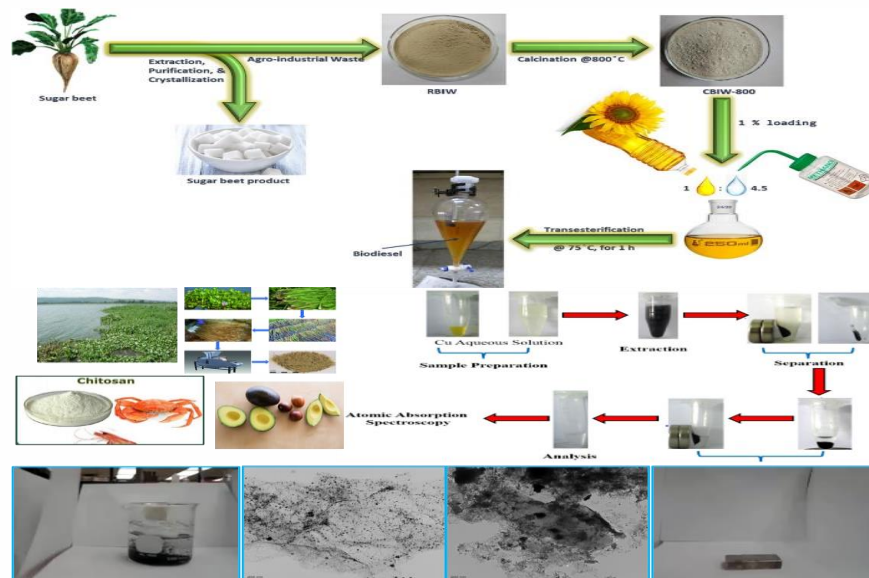 Sugar beet
Extraction,
Purification, &
Crystallization
Agro-industrial Waste
RBIW
Calcination @800°C
CBIW-800
Sugar beet product
1 % loading
1 : 4.5
250 ml
Transesterification
@ 75°C, for 1 h
Biodiesel
Cu Aqueous Solution
Sample Preparation
Extraction
Separation
Chitosan
Atomic Absorption
Spectroscopy
Analysis